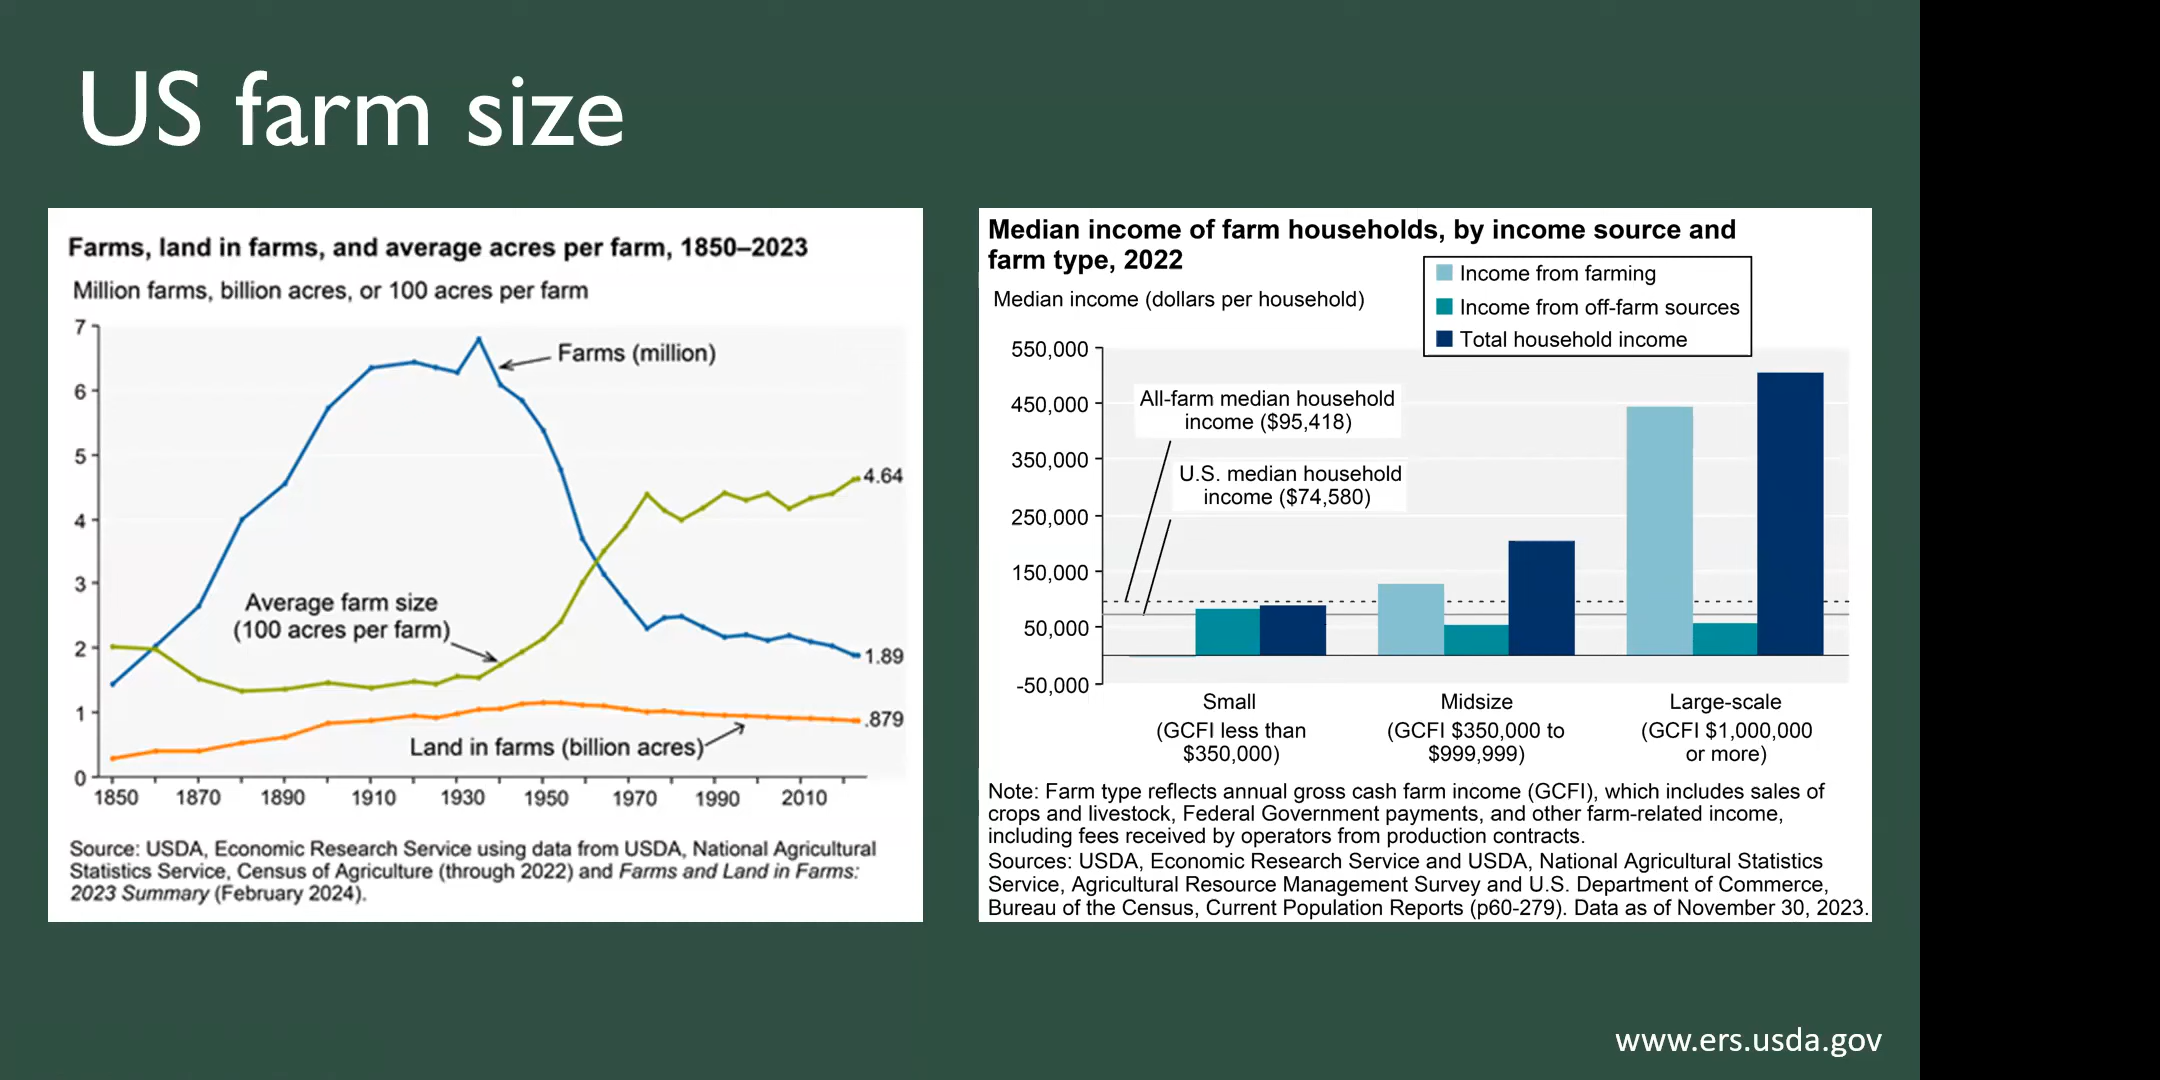 US farm size
Farms, land in farms, and average acres per farm, 1850–2023
Million farms, billion acres, or 100 acres per farm
7
6
5
4
3
2
1
0
Farms (million)
4.64
Average farm size
(100 acres per farm)
1.89
.879
Land in farms (billion acres)
1850
1870
1890
1910
1930
1950
1970
1990
2010
Source: USDA, Economic Research Service using data from USDA, National Agricultural
Statistics Service, Census of Agriculture (through 2022) and Farms and Land in Farms:
2023 Summary (February 2024).
Median income of farm households, by income source and
farm type, 2022
Median income (dollars per household)
Income from farming
Income from off-farm sources
Total household income
550,000
450,000
350,000
250,000
150,000
50,000
-50,000
All-farm median household
income ($95,418)
U.S. median household
income ($74,580)
Small
(GCFI less than
$350,000)
Midsize
(GCFI $350,000 to
$999,999)
Large-scale
(GCFI $1,000,000
or more)
Note: Farm type reflects annual gross cash farm income (GCFI), which includes sales of
crops and livestock, Federal Government payments, and other farm-related income,
including fees received by operators from production contracts.
Sources: USDA, Economic Research Service and USDA, National Agricultural Statistics
Service, Agricultural Resource Management Survey and U.S. Department of Commerce,
Bureau of the Census, Current Population Reports (p60-279). Data as of November 30, 2023.
www.ers.usda.gov